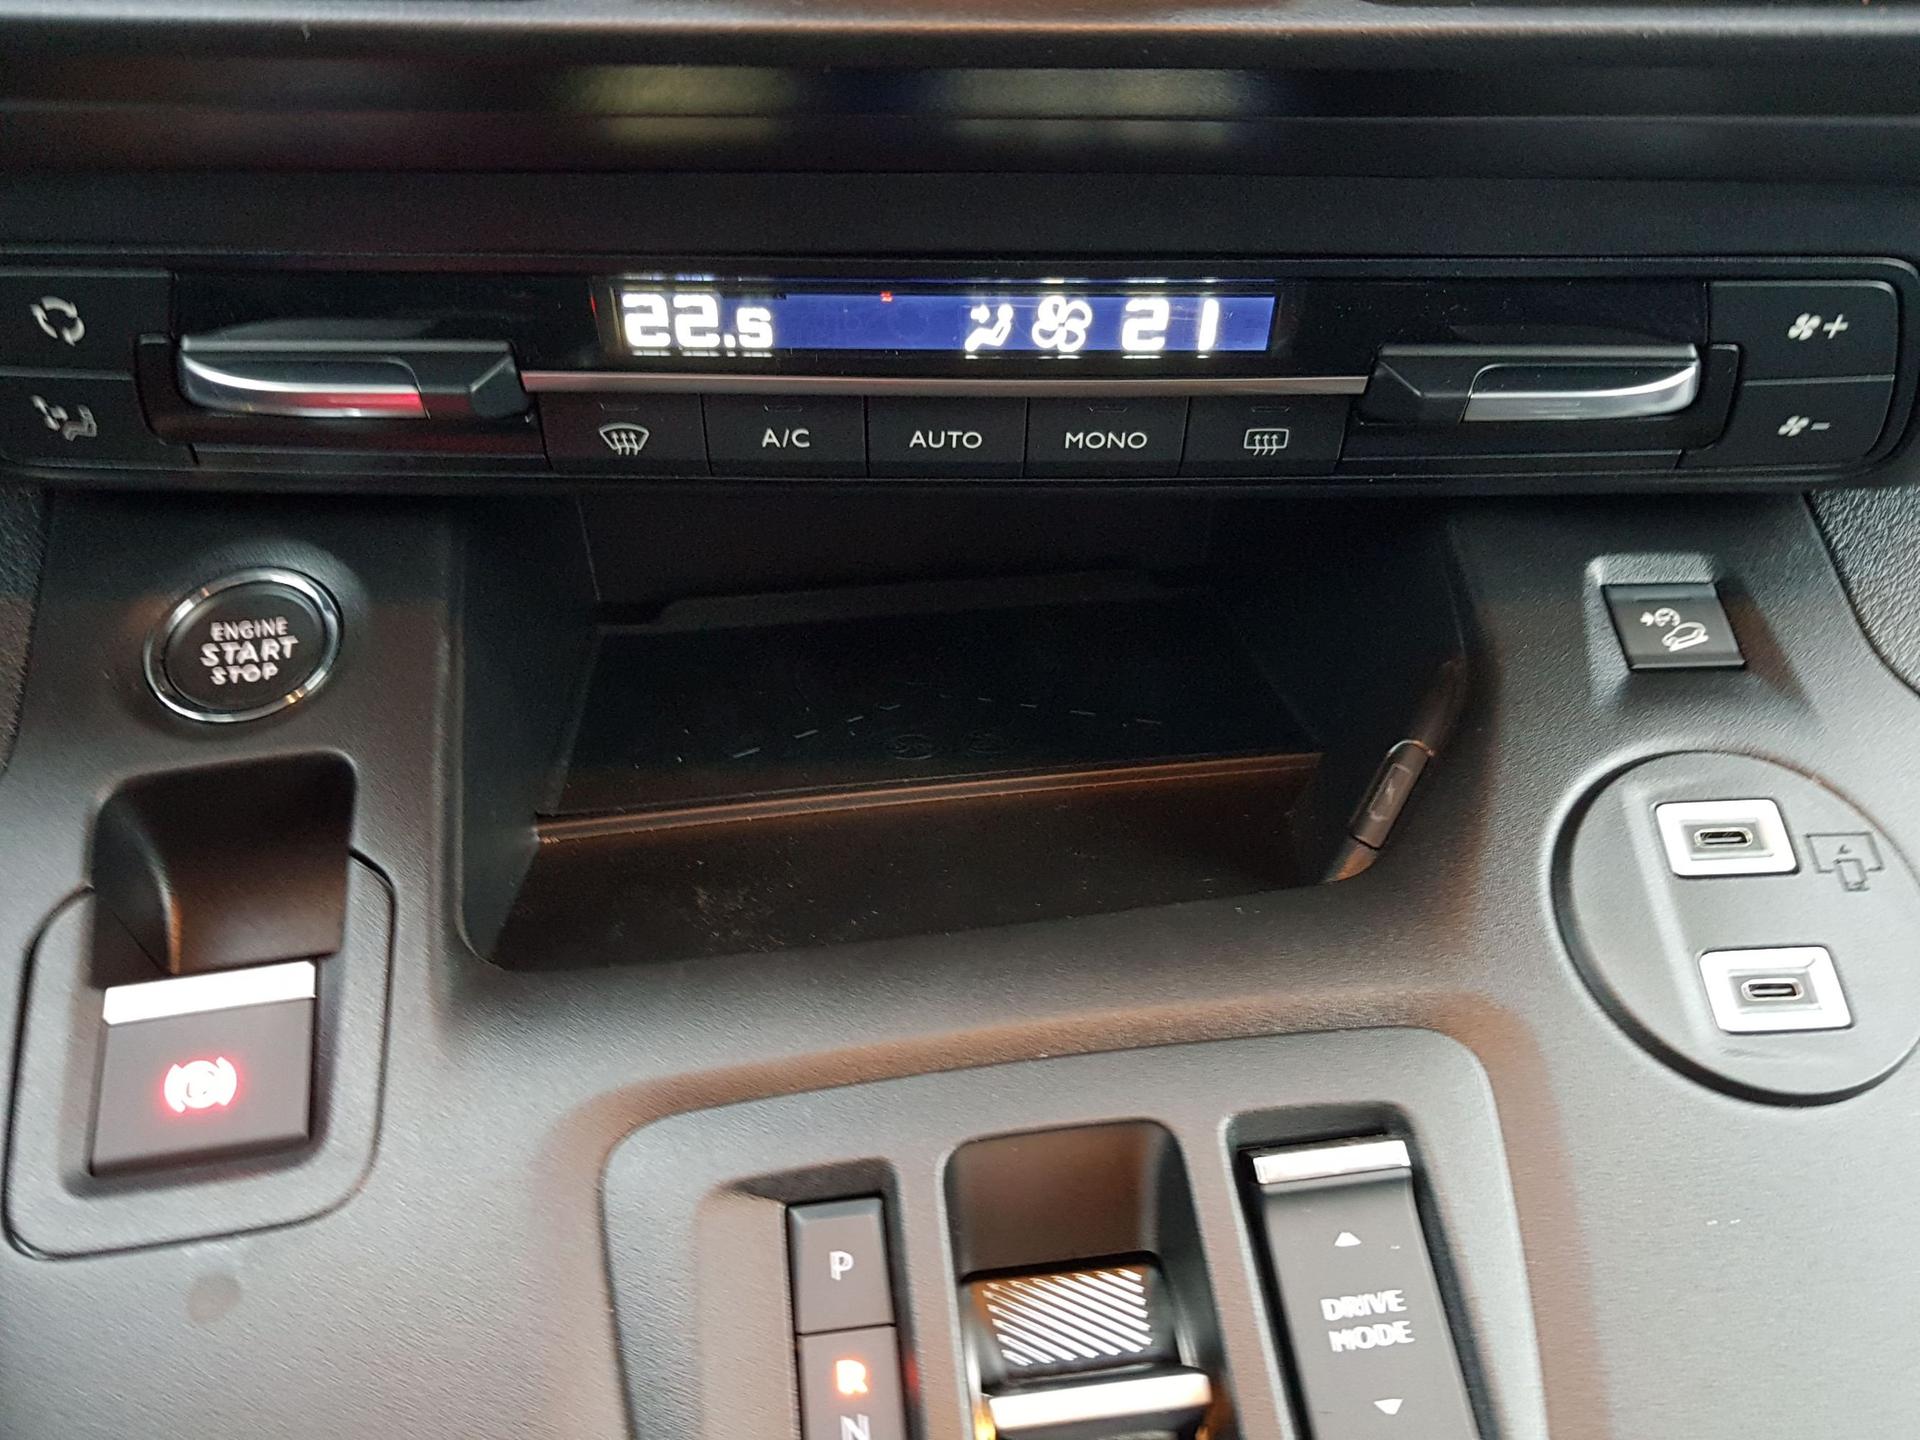 22.5 21
A/C AUTO MONO
ENGINE
START
STOP
P
R
N
DRIVE
MODE